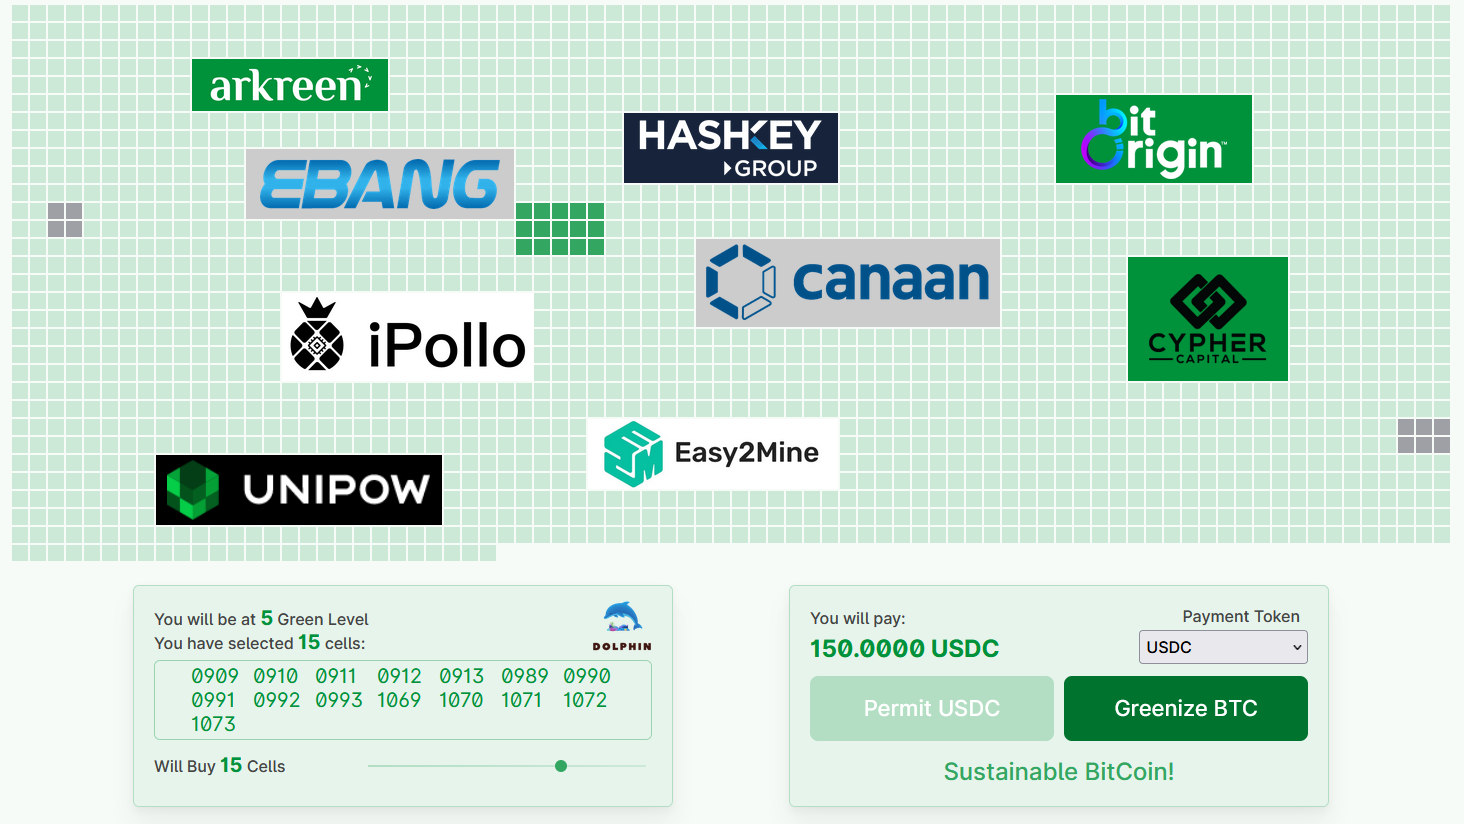 arkreen
HASHKEY
GROUP
bit
Origin™
EBANG
canaan
iPollo
CYPHER
CAPITAL
Easy2Mine
UNIPOW
You will be at 5 Green Level
You have selected 15 cells:
DOLPHIN
0909 0910 0911 0912 0913 0989 0990
0991 0992 0993 1069 1070 1071 1072
1073
Will Buy 15 Cells
You will pay:
Payment Token
150.0000 USDC
USDC
Permit USDC
Greenize BTC
Sustainable BitCoin!